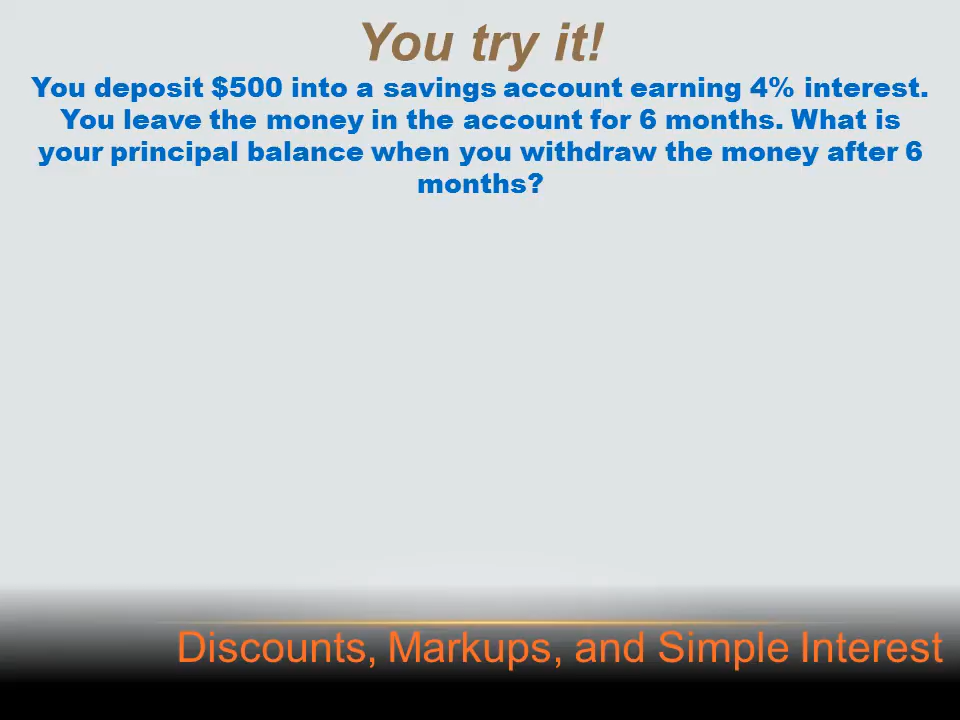 You try it!
You deposit $500 into a savings account earning 4% interest.
You leave the money in the account for 6 months. What is
your principal balance when you withdraw the money after 6
months?
Discounts, Markups, and Simple Interest